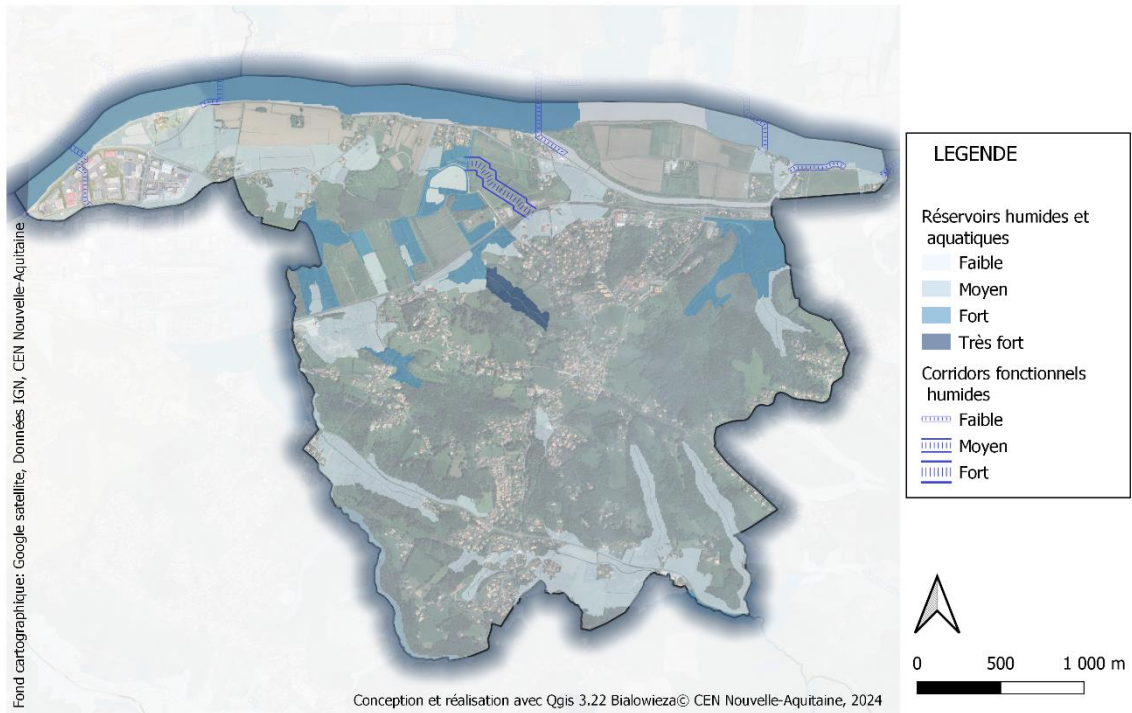 Fond cartographique: Google satellite, Données IGN, CEN Nouvelle-Aquitaine
Conception et réalisation avec Qgis 3.22 Bialowieza© CEN Nouvelle-Aquitaine, 2024
LEGENDE
Réservoirs humides et
aquatiques
Faible
Moyen
Fort
Très fort
Corridors fonctionnels
humides
Faible
Moyen
Fort
0 500 1 000 m